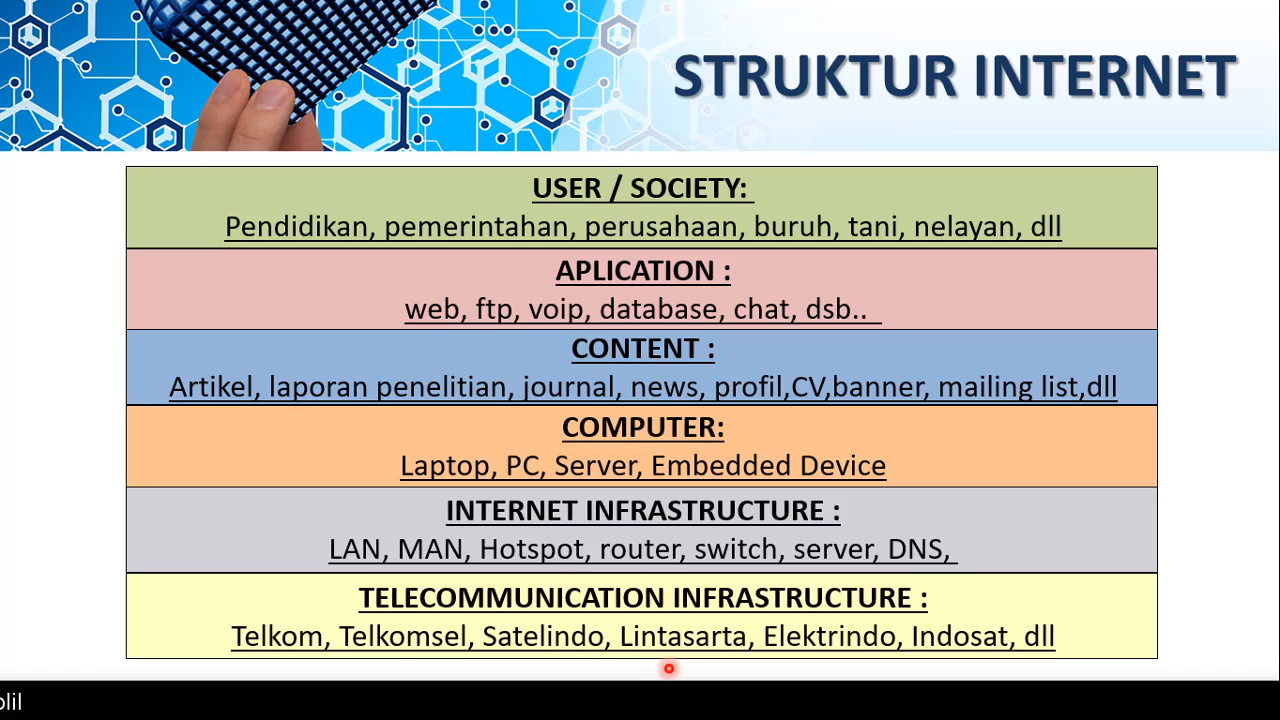 STRUKTUR INTERNET
USER / SOCIETY:
Pendidikan, pemerintahan, perusahaan, buruh, tani, nelayan, dll
APLICATION :
web, ftp, voip, database, chat, dsb..
CONTENT :
Artikel, laporan penelitian, journal, news, profil,CV,banner, mailing list,dll
COMPUTER:
Laptop, PC, Server, Embedded Device
INTERNET INFRASTRUCTURE :
LAN, MAN, Hotspot, router, switch, server, DNS,
TELECOMMUNICATION INFRASTRUCTURE :
Telkom, Telkomsel, Satelindo, Lintasarta, Elektrindo, Indosat, dll